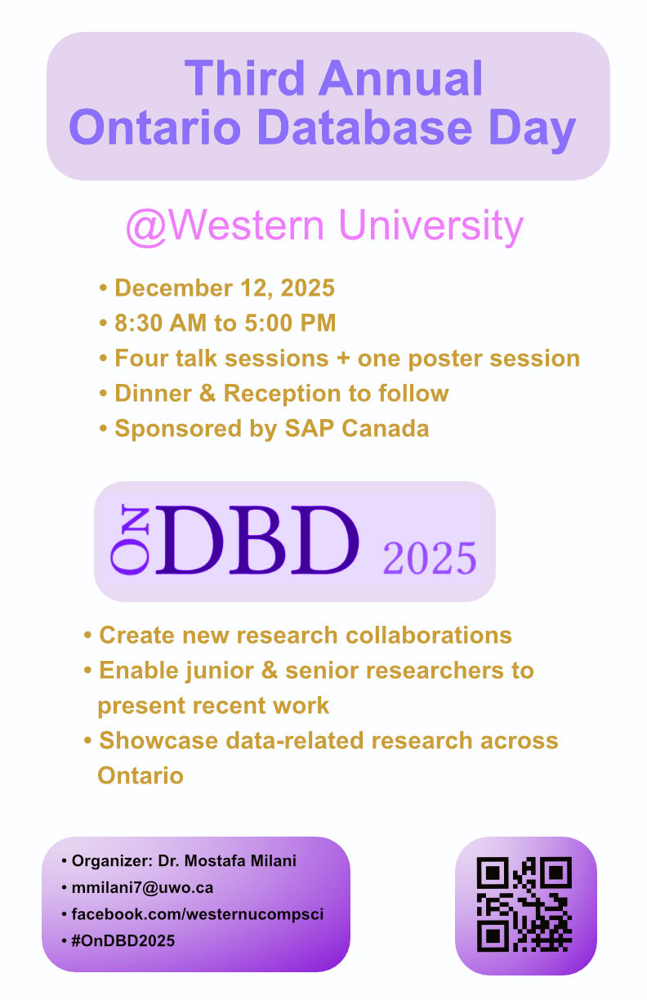 Third Annual
Ontario Database Day
@Western University
• December 12, 2025
• 8:30 AM to 5:00 PM
• Four talk sessions + one poster session
• Dinner & Reception to follow
• Sponsored by SAP Canada
ON DBD 2025
• Create new research collaborations
• Enable junior & senior researchers to
present recent work
• Showcase data-related research across
Ontario
• Organizer: Dr. Mostafa Milani
• mmilani7@uwo.ca
• facebook.com/westernucompsci
• #OnDBD2025